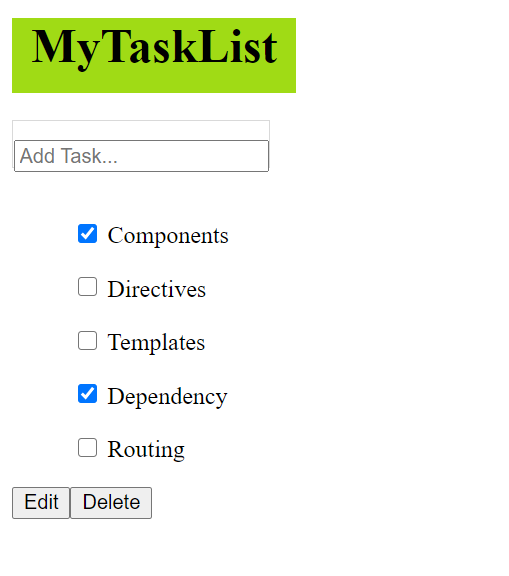 MyTaskList
Add Task...
Components
Directives
Templates
Dependency
Routing
Edit Delete